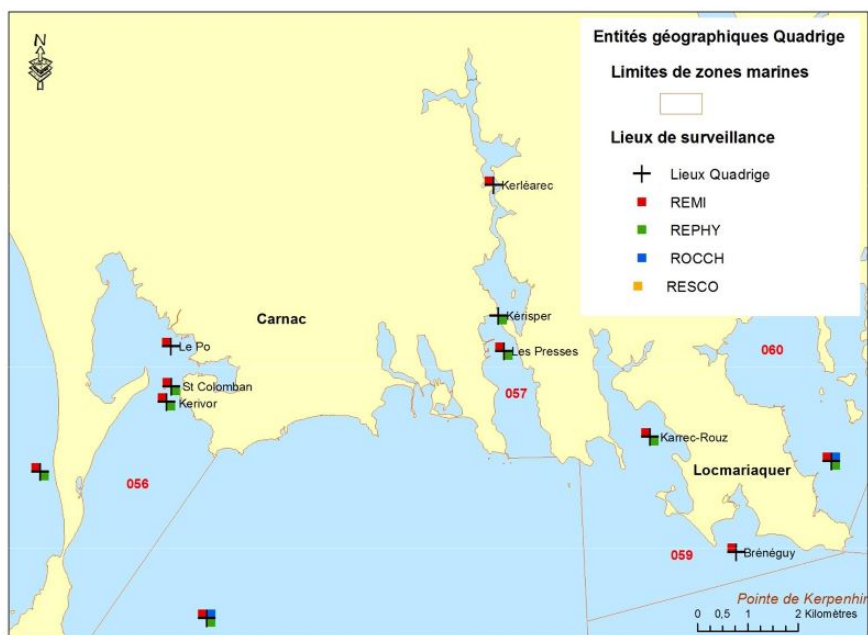 N
Entités géographiques Quadrige
Limites de zones marines
Lieux de surveillance
Lieux Quadrige
REMI
REPHY
ROCCH
RESCO
Kerléarec
Carnac
Kérisper
Le Po
Les Presses
060
St Colomban
057
Kerivor
Karrec-Rouz
Locmariaquer
056
059
Brénéguy
Pointe de Kerpenhir
0 0,5 1 2 Kilomètres